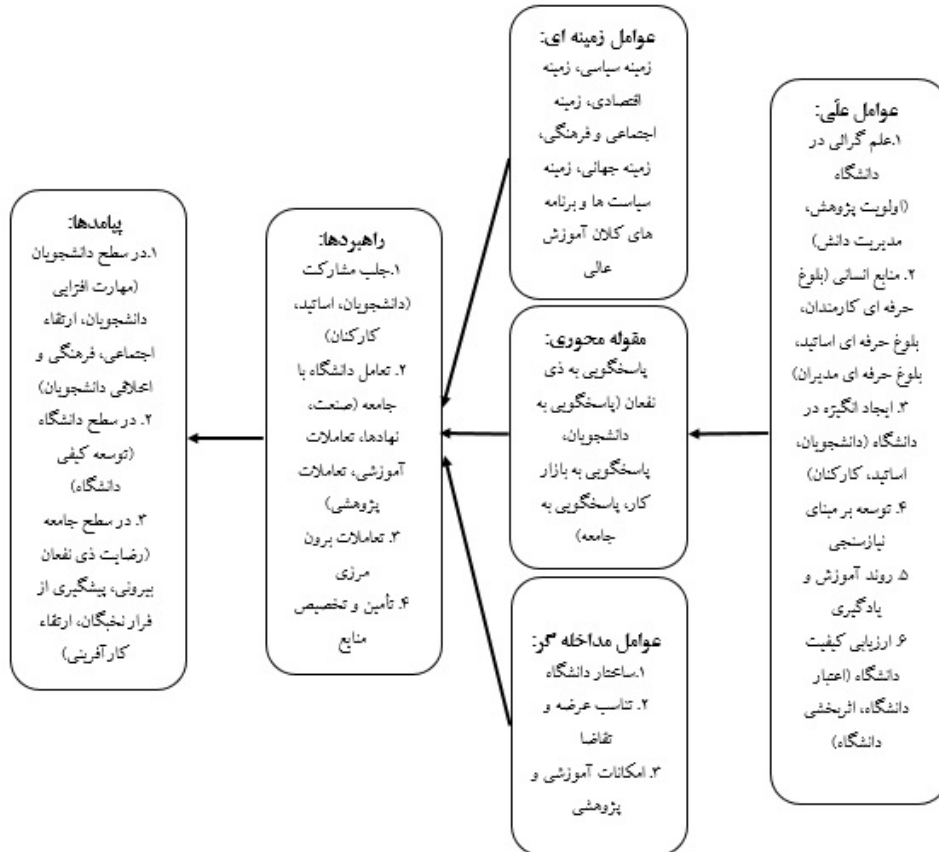 عوامل علّی:
۱.علم گرائی در
دانشگاه
(اولویت پژوهش،
مدیریت دانش)
۲. منابع انسانی (بلوغ
حرفه ای کارمندان،
بلوغ حرفه ای اساتید،
بلوغ حرفه ای مدیران)
۳. ایجاد انگیزه در
دانشگاه (دانشجویان،
اساتید، کارکنان)
۴. توسعه بر مبنای
نیازسنجی
۵. روند آموزش و
یادگیری
۶. ارزیابی کیفیت
دانشگاه (اعتبار
دانشگاه، اثربخشی
دانشگاه)
عوامل زمینه ای:
زمینه سیاسی، زمینه
اقتصادی، زمینه
اجتماعی و فرهنگی،
زمینه جهانی، زمینه
سیاست ها و برنامه
های کلان آموزش
عالی
مقوله محوری:
پاسخگویی به ذی
نفعان (پاسخگویی به
دانشجویان،
پاسخگویی به بازار
کار، پاسخگویی به
جامعه)
عوامل مداخله گر:
۱.ساختار دانشگاه
۲. تناسب عرضه و
تقاضا
۳. امکانات آموزشی و
پژوهشی
راهبردها:
۱.جلب مشارکت
(دانشجویان، اساتید،
کارکنان)
۲. تعامل دانشگاه با
جامعه (صنعت،
نهادها، تعاملات
آموزشی، تعاملات
پژوهشی)
۳. تعاملات برون
مرزی
۴. تأمین و تخصیص
منابع
پیامدها:
۱.در سطح دانشجویان
(مهارت افزایی
دانشجویان، ارتقاء
اجتماعی، فرهنگی و
اخلاقی دانشجویان)
۲. در سطح دانشگاه
(توسعه کیفی
دانشگاه)
۳. در سطح جامعه
(رضایت ذی نفعان
بیرونی، پیشگیری از
فرار نخبگان، ارتقاء
کارآفرینی)